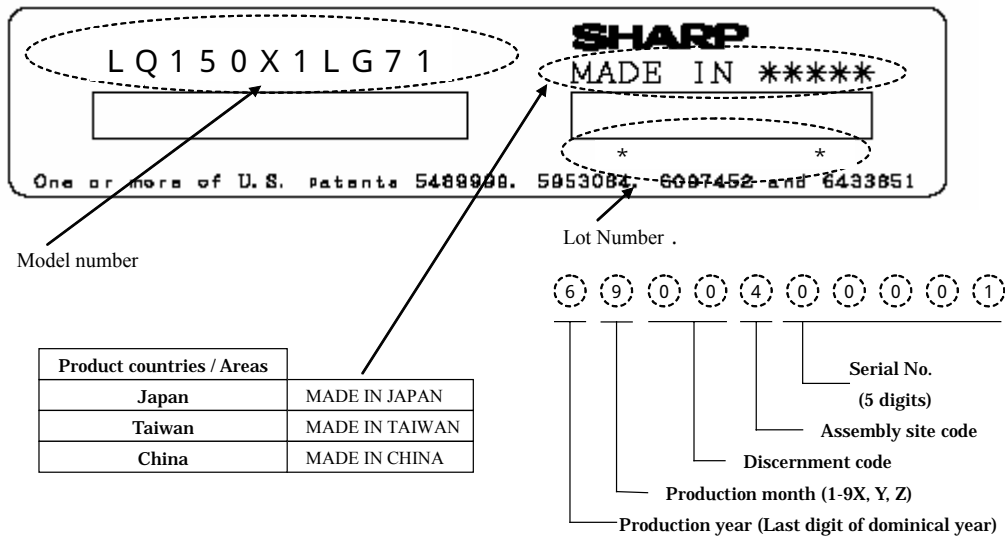 SHARP
LQ150X1LG71
MADE IN *****
* *
One or more of U.S. Patents 5489999. 5953084. 6097452 and 6433851
Model number
Lot Number .
6 9 0 0 4 0 0 0 0 1
Product countries / Areas
Japan MADE IN JAPAN
Taiwan MADE IN TAIWAN
China MADE IN CHINA
Serial No.
(5 digits)
Assembly site code
Discernment code
Production month (1-9X, Y, Z)
Production year (Last digit of dominical year)